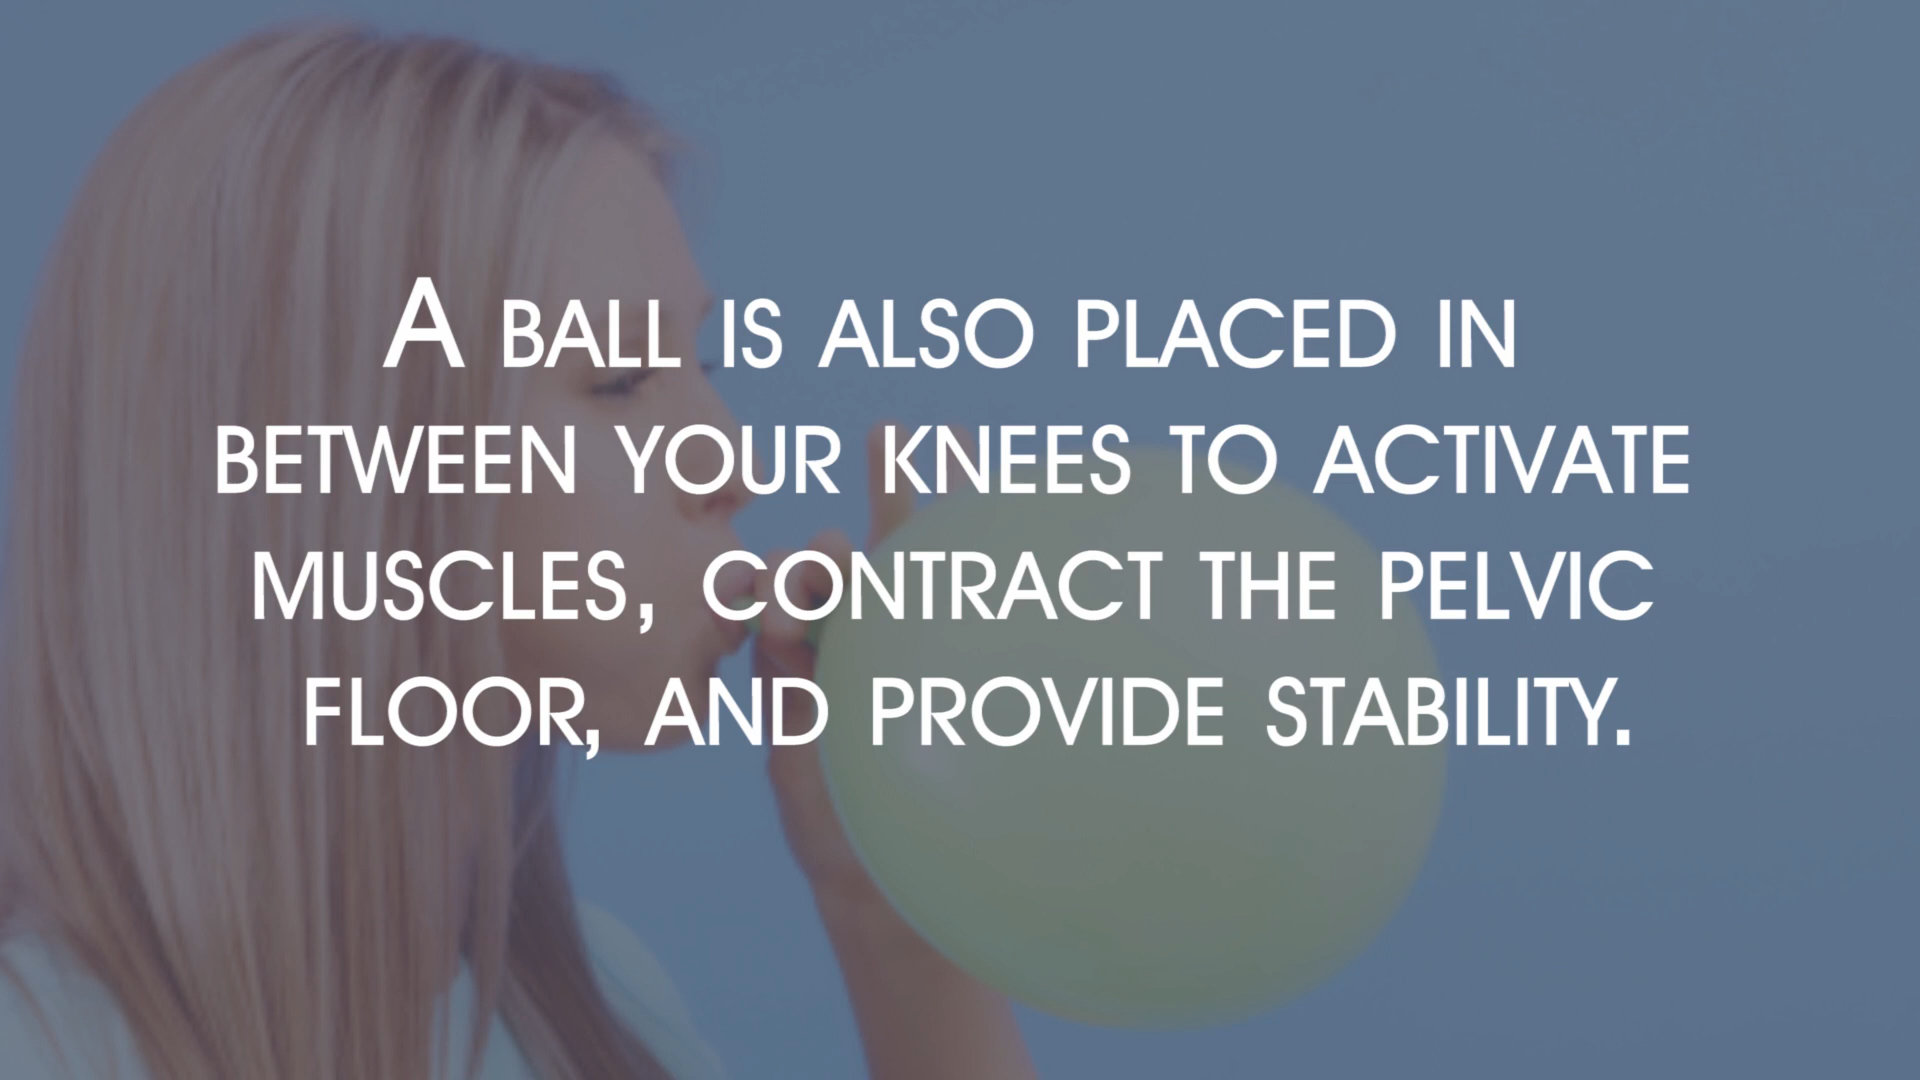 A BALL IS ALSO PLACED IN
BETWEEN YOUR KNEES TO ACTIVATE
MUSCLES, CONTRACT THE PELVIC
FLOOR, AND PROVIDE STABILITY.